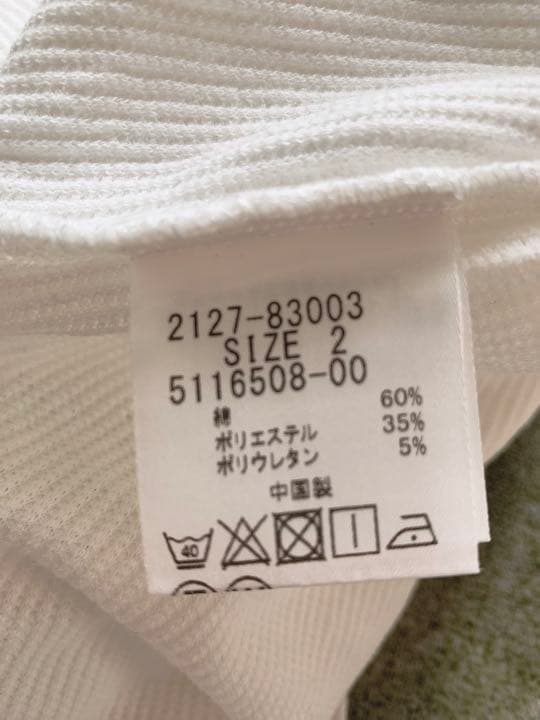 2127-83003
SIZE 2
5116508-00
綿 60%
ポリエステル 35%
ポリウレタン 5%
中国製
40